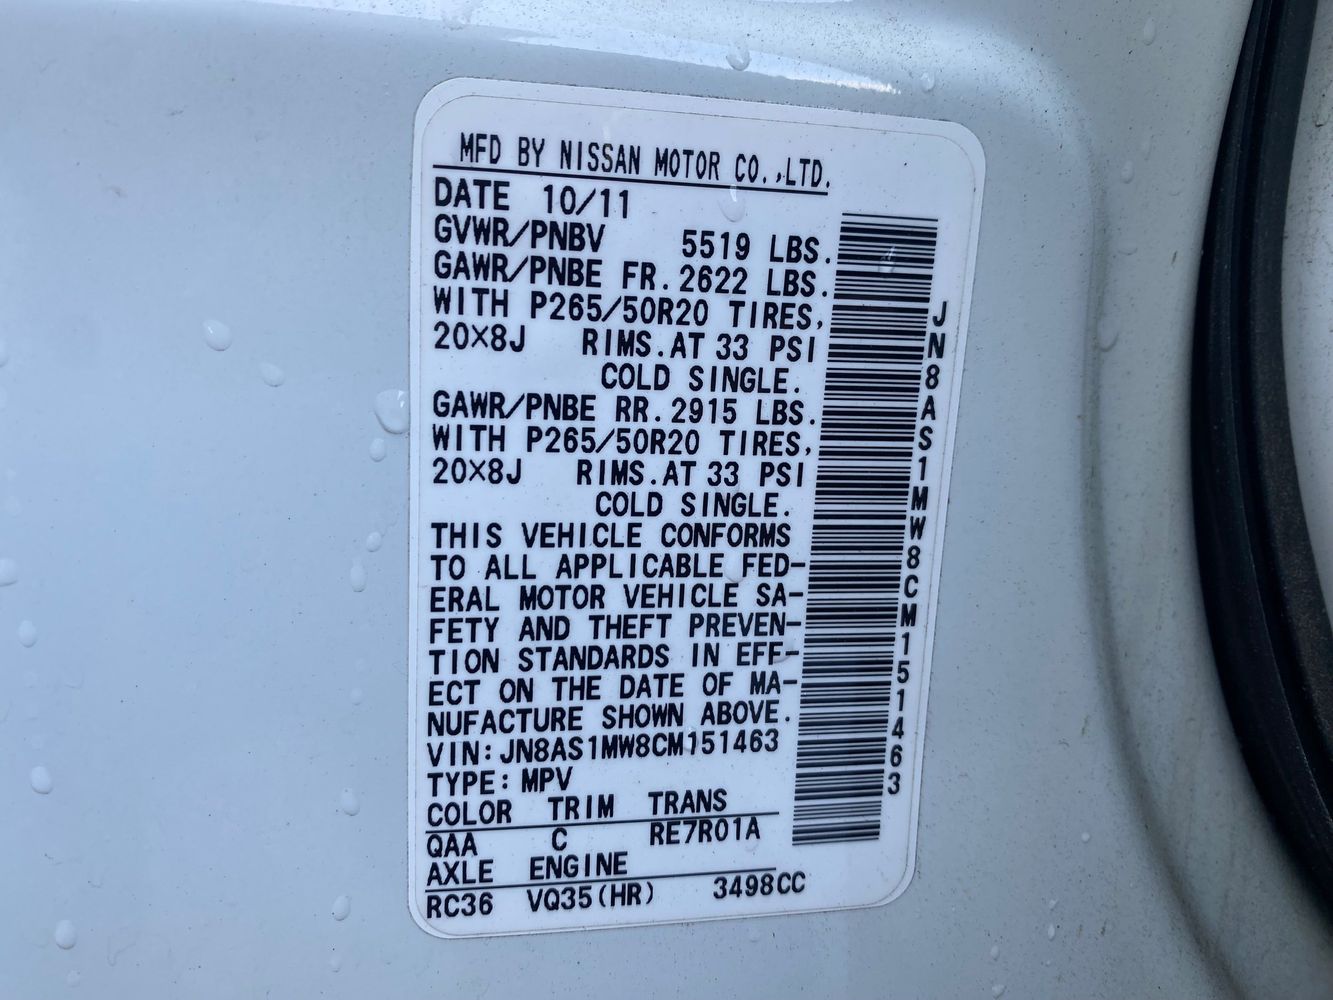 MFD BY NISSAN MOTOR CO.,LTD.
DATE 10/11
GVWR/PNBV 5519 LBS.
GAWR/PNBE FR.2622 LBS.
WITH P265/50R20 TIRES,
20×8J RIMS.AT 33 PSI
COLD SINGLE.
GAWR/PNBE RR.2915 LBS.
WITH P265/50R20 TIRES,
20×8J RIMS.AT 33 PSI
COLD SINGLE.
THIS VEHICLE CONFORMS
TO ALL APPLICABLE FED-
ERAL MOTOR VEHICLE SA-
FETY AND THEFT PREVEN-
TION STANDARDS IN EFF-
ECT ON THE DATE OF MA-
NUFACTURE SHOWN ABOVE.
VIN:JN8AS1MW8CM151463
TYPE:MPV
COLOR TRIM TRANS
QAA C RE7R01A
AXLE ENGINE
RC36 VQ35(HR) 3498CC
JN8AS1MW8CM151463